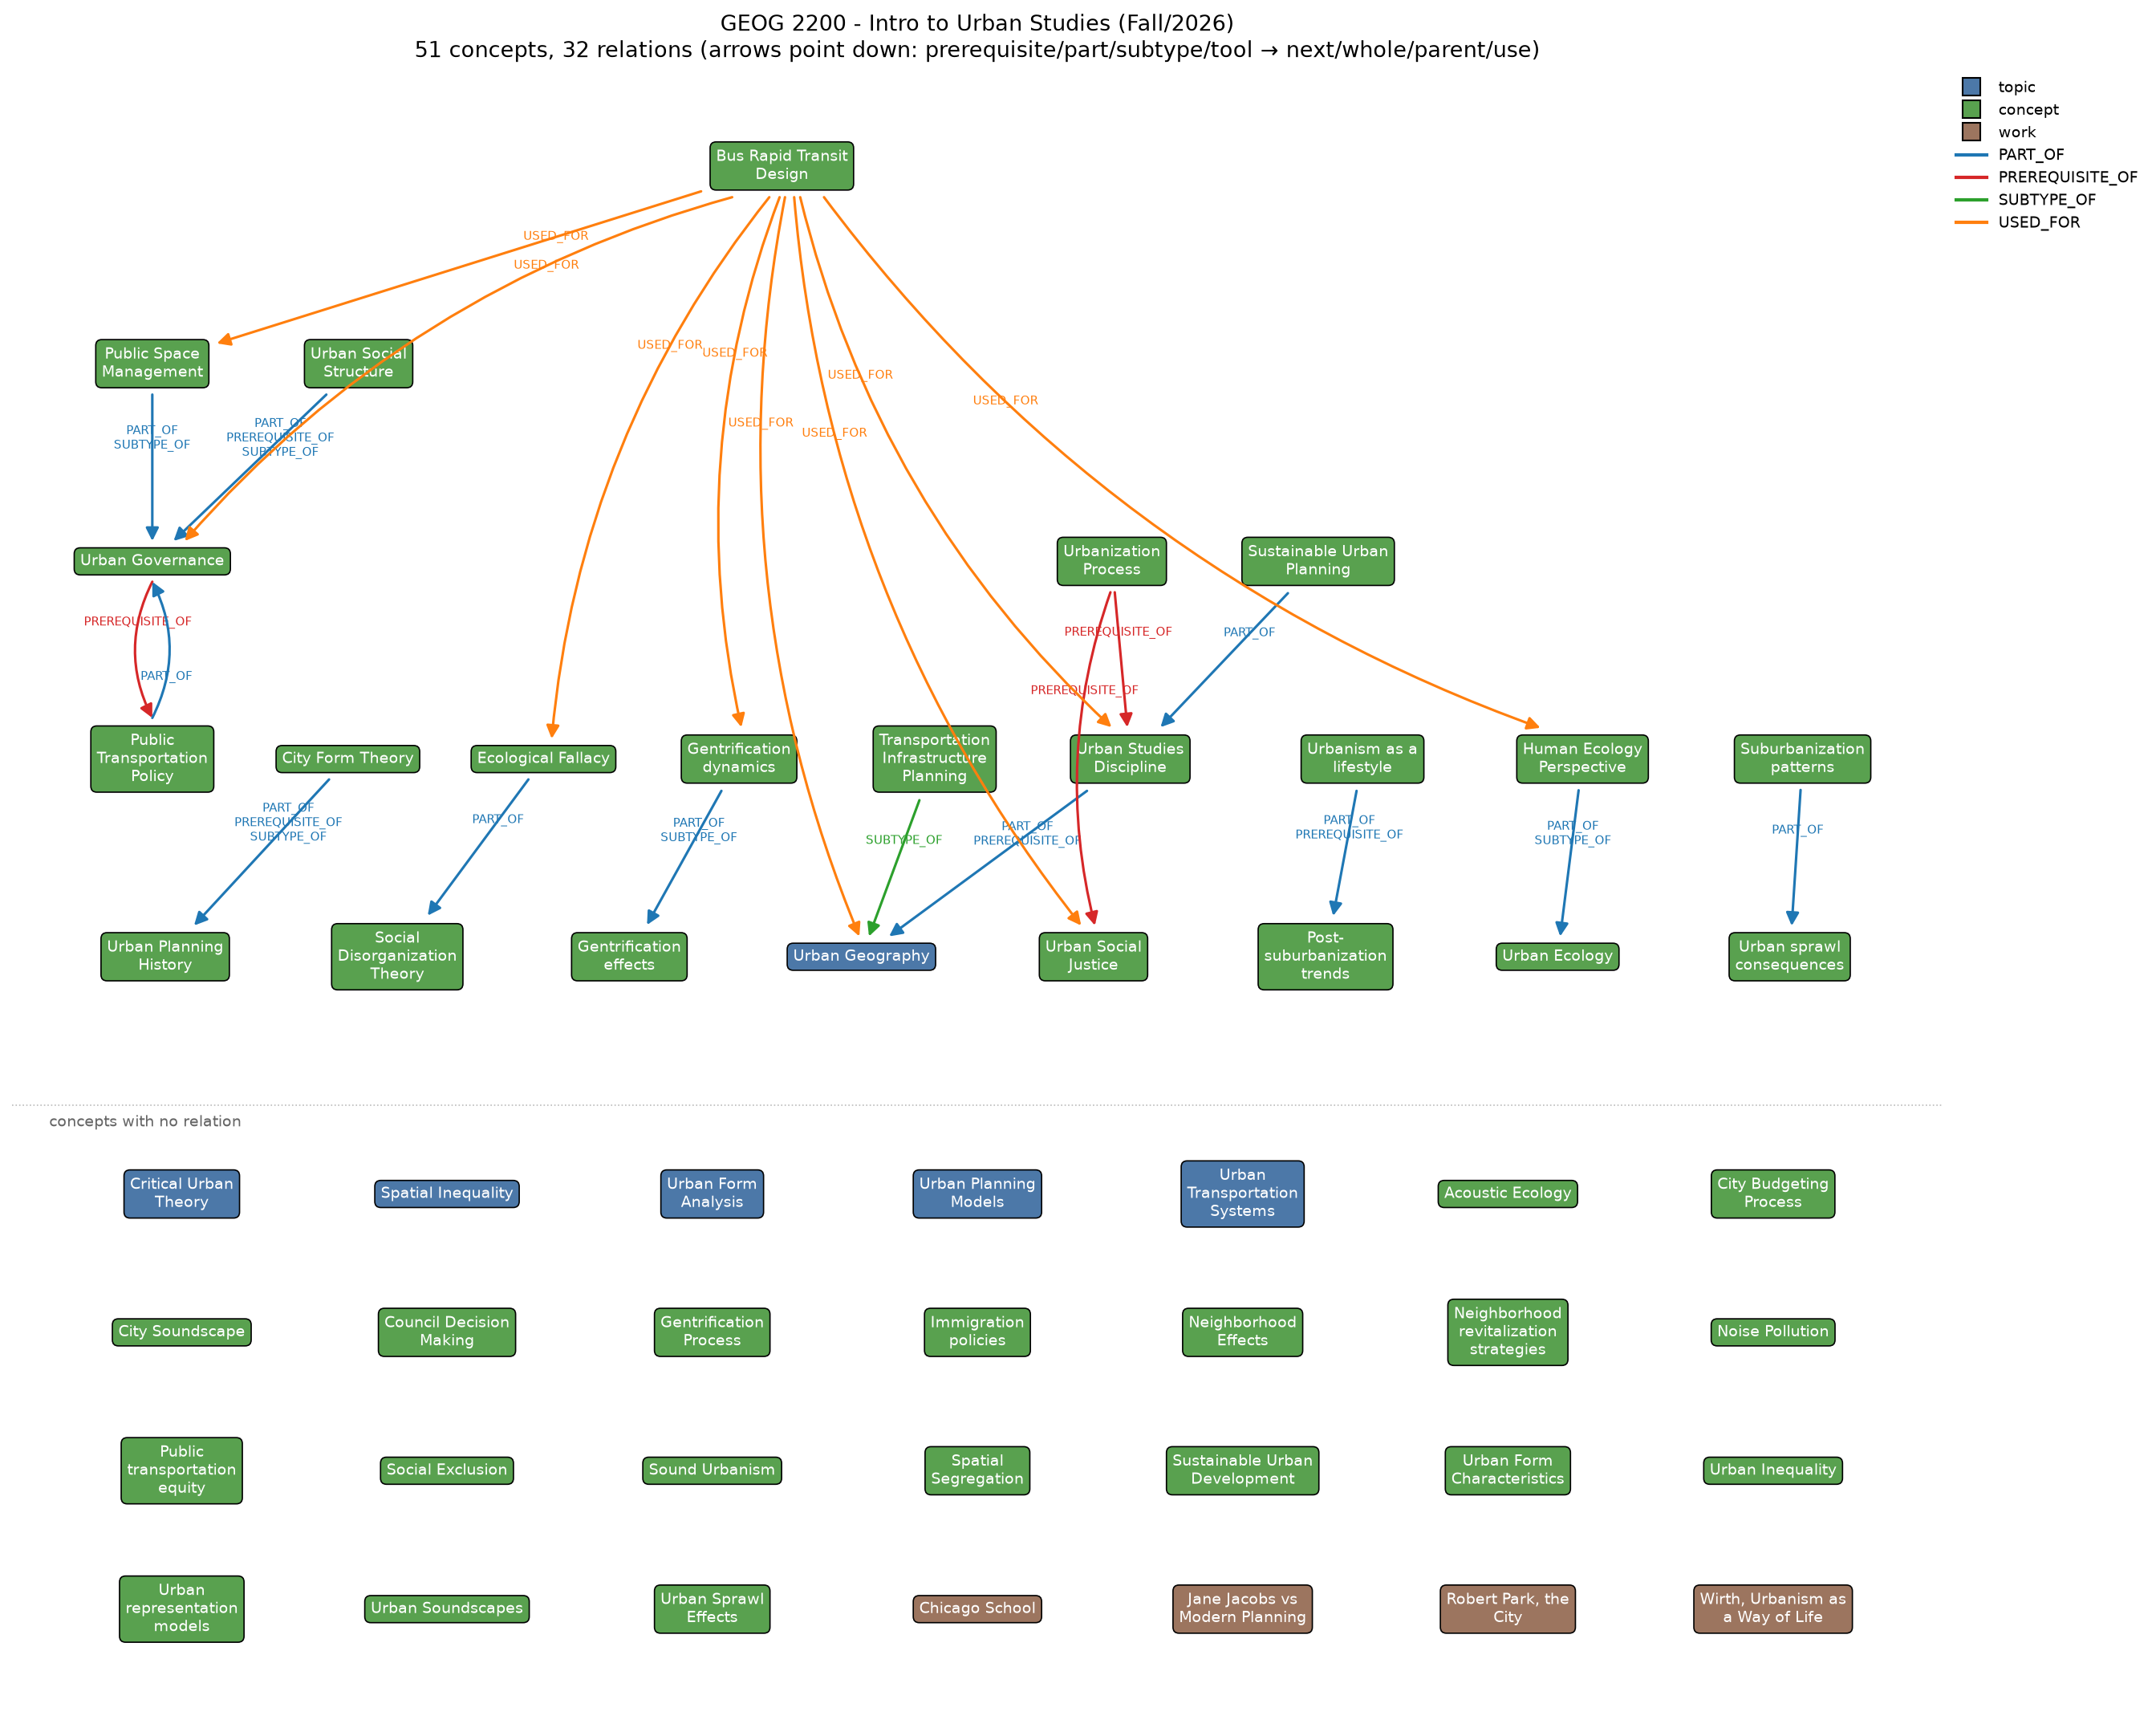 GEOG 2200 - Intro to Urban Studies (Fall/2026)
51 concepts, 32 relations (arrows point down: prerequisite/part/subtype/tool → next/whole/parent/use)
topic
concept
work
PART_OF
PREREQUISITE_OF
SUBTYPE_OF
USED_FOR
Bus Rapid Transit
Design
USED_FOR
USED_FOR
USED_FOR
USED_FOR
USED_FOR
USED_FOR
USED_FOR
USED_FOR
Public Space
Management
Urban Social
Structure
PART_OF
SUBTYPE_OF
PART_OF
PREREQUISITE_OF
SUBTYPE_OF
Urban Governance
Urbanization
Process
Sustainable Urban
Planning
PREREQUISITE_OF
PART_OF
PREREQUISITE_OF
PREREQUISITE_OF
PART_OF
Public
Transportation
Policy
City Form Theory
Ecological Fallacy
Gentrification
dynamics
Transportation
Infrastructure
Planning
Urban Studies
Discipline
Urbanism as a
lifestyle
Human Ecology
Perspective
Suburbanization
patterns
PART_OF
PREREQUISITE_OF
SUBTYPE_OF
PART_OF
PART_OF
SUBTYPE_OF
SUBTYPE_OF
PART_OF
PREREQUISITE_OF
PART_OF
PREREQUISITE_OF
PART_OF
SUBTYPE_OF
PART_OF
Urban Planning
History
Social
Disorganization
Theory
Gentrification
effects
Urban Geography
Urban Social
Justice
Post-
suburbanization
trends
Urban Ecology
Urban sprawl
consequences
concepts with no relation
Critical Urban
Theory
Spatial Inequality
Urban Form
Analysis
Urban Planning
Models
Urban
Transportation
Systems
Acoustic Ecology
City Budgeting
Process
City Soundscape
Council Decision
Making
Gentrification
Process
Immigration
policies
Neighborhood
Effects
Neighborhood
revitalization
strategies
Noise Pollution
Public
transportation
equity
Social Exclusion
Sound Urbanism
Spatial
Segregation
Sustainable Urban
Development
Urban Form
Characteristics
Urban Inequality
Urban
representation
models
Urban Soundscapes
Urban Sprawl
Effects
Chicago School
Jane Jacobs vs
Modern Planning
Robert Park, the
City
Wirth, Urbanism as
a Way of Life